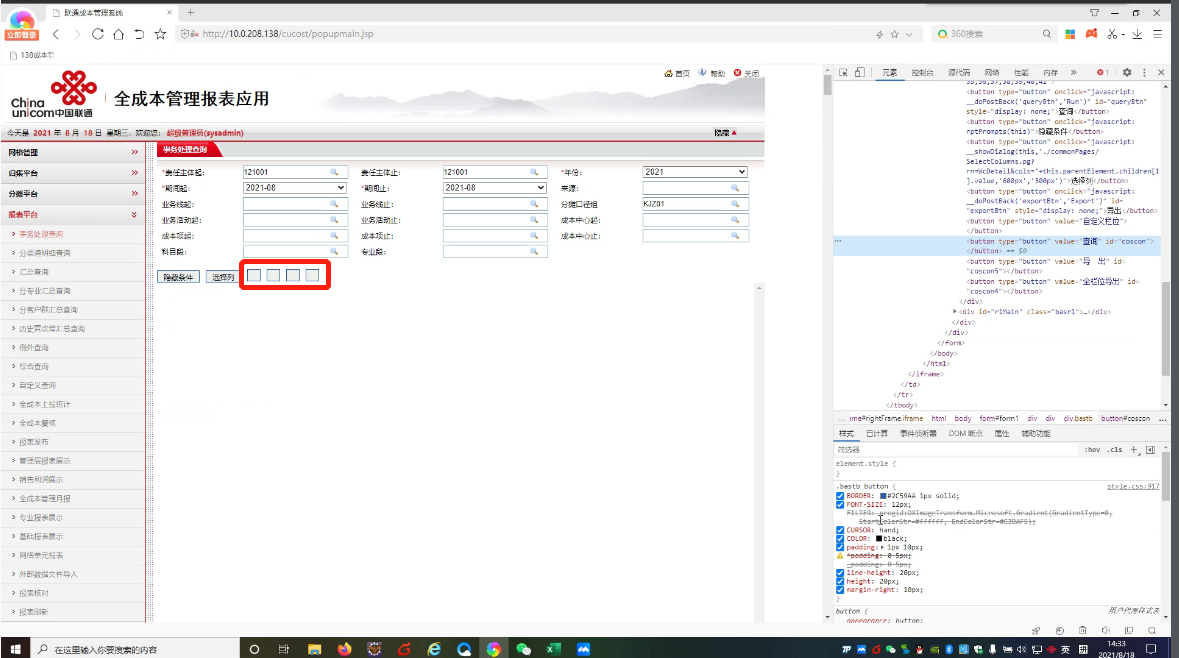 联通成本管理系统
立即登录
http://10.0.208.138/cucost/popupmain.jsp
360搜索
138成本管
首页 帮助 关闭
China unicom中国联通
全成本管理报表应用
今天是 2021 年 8 月 18 日 星期三. 欢迎您: 超级管理员(sysadmin)
隐藏
网格管理
归集平台
分摊平台
报表平台
事务处理查询
分渠道明细查询
汇总查询
分专业汇总查询
分客户群汇总查询
历史营改增汇总查询
例外查询
综合查询
自定义查询
全成本上报统计
全成本复核
报表发布
管理层报表展示
销售利润展示
全成本管理月报
专业报表展示
基础报表展示
网络单元报表
外部数据文件导入
报表核对
报表刷新
事务处理查询
*责任主体起: 121001 责任主体止: 121001 *年份: 2021
*期间起: 2021-08 *期间止: 2021-08 来源:
业务线起: 业务线止: 分摊口径组 KJZ01
业务活动起: 业务活动止: 成本中心起:
成本项起: 成本项止: 成本中心止:
科目段: 专业段:
隐藏条件 选择列
元素 控制台 源代码 网络 性能 内存 » 1
<button type="button" onclick="javascript:
__doPostBack('queryBtn','Run')" id="queryBtn"
style="display: none;">查询</button>
<button type="button" onclick="javascript:
rptPrompts(this)">隐藏条件</button>
<button type="button" onclick="javascript:
__showDialog(this,'./commonPages/
SelectColumns.pg?
rn=WcDetail&cols='+this.parentElement.children[1
].value,'600px','300px')">选择列</button>
<button type="button" onclick="javascript:
__doPostBack('exportBtn','Export')" id=
"exportBtn" style="display: none;">导出</button>
<button type="button" value="自定义栏位">
</button>
<button type="button" value="查询" id="coscon">
</button> == $0
<button type="button" value="导 出" id=
"coscon5"></button>
<button type="button" value="全栏位导出" id=
"coscon4"></button>
</div>
<div id="rlMain" class="basrl">…</div>
</div>
</div>
</form>
</body>
</html>
</iframe>
</td>
</tr>
</tbody>
... ime#rightFrame.iframe html body form#form1 div div div.bastb button#coscon ...
样式 已计算 事件侦听器 DOM 断点 属性 辅助功能
筛选器 :hov .cls +
element.style {
}
.bastb button { style.css:917
BORDER: #2C59AA 1px solid;
FONT-SIZE: 12px;
FILTER: progid:DXImageTransform.Microsoft.Gradient(GradientType=0,
StartColorStr=#ffffff, EndColorStr=#C3DAF5);
CURSOR: hand;
COLOR: black;
padding: 1px 10px;
*padding: 0 5px;
_padding: 0 5px;
line-height: 20px;
height: 20px;
margin-right: 10px;
}
button { 用户代理样式表
appearance: button;
在这里输入你要搜索的内容
英
14:33
2021/8/18